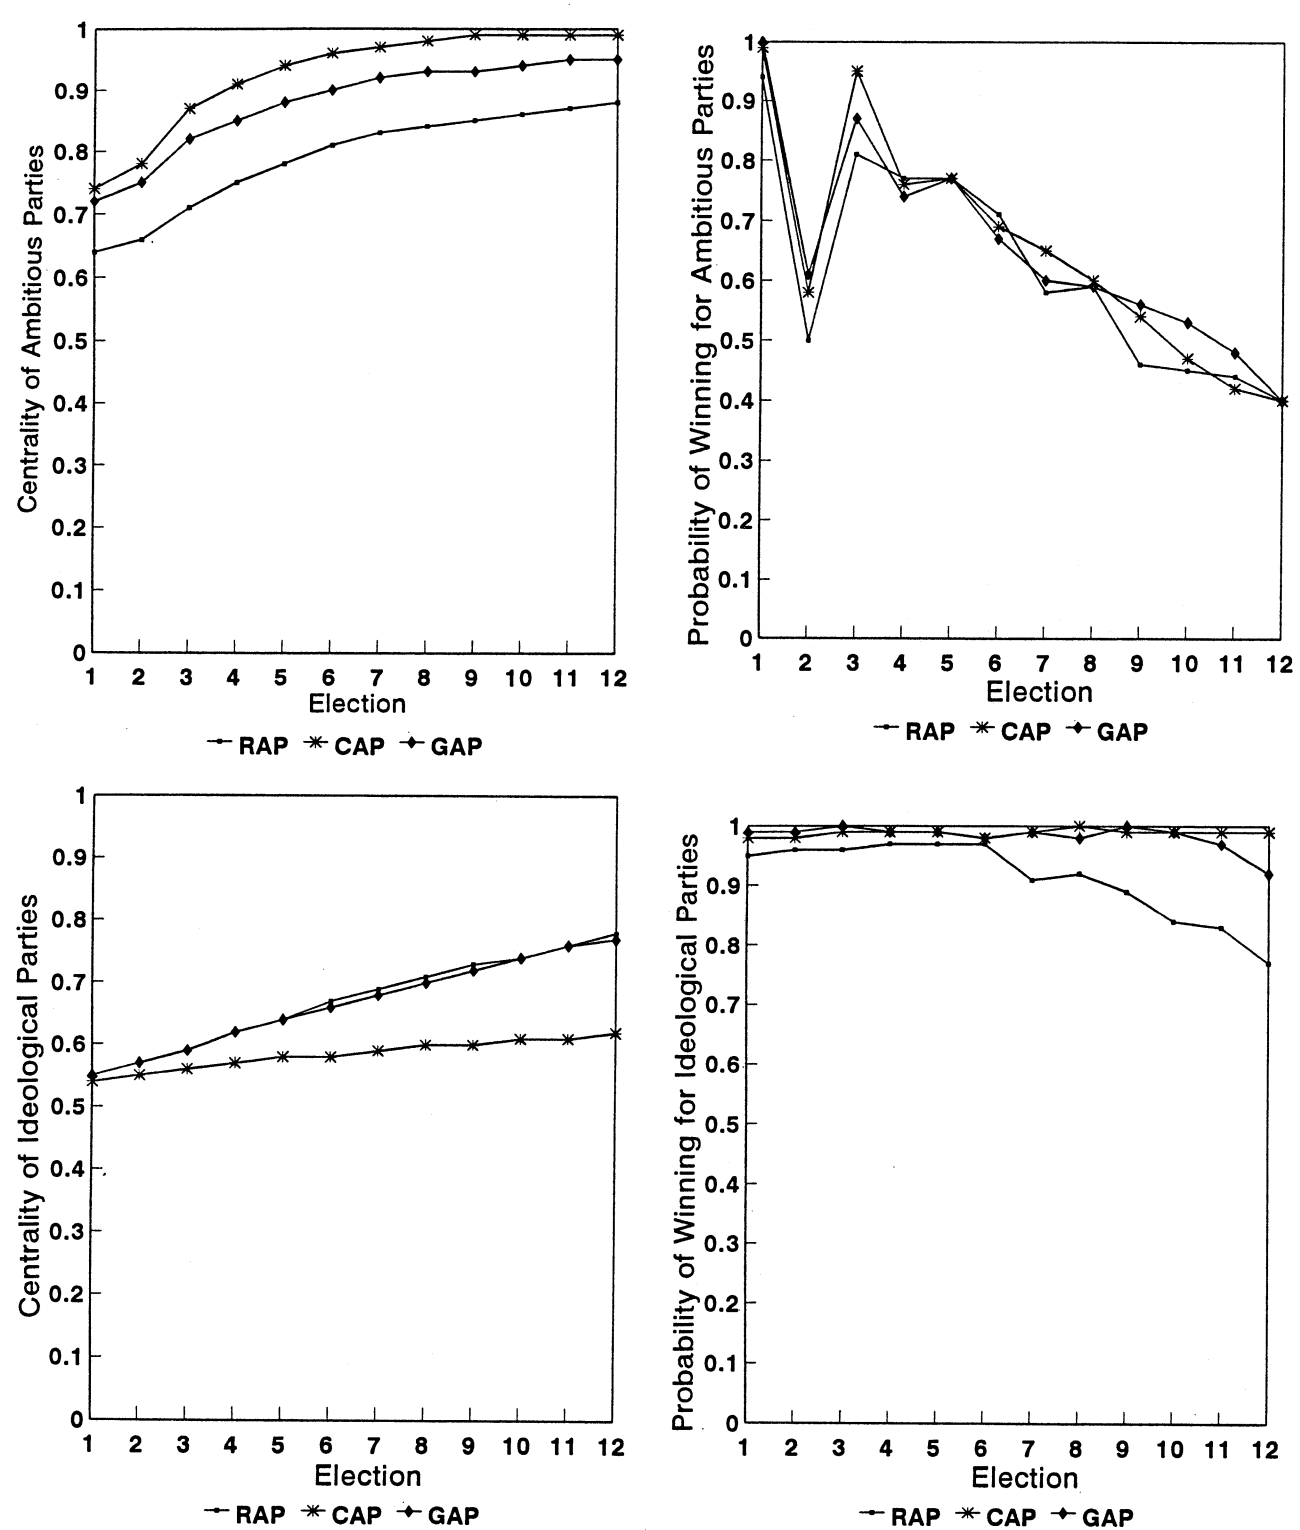 Centrality of Ambitious Parties
1
0.9
0.8
0.7
0.6
0.5
0.4
0.3
0.2
0.1
0
1 2 3 4 5 6 7 8 9 10 11 12
Election
RAP CAP GAP
Probability of Winning for Ambitious Parties
1
0.9
0.8
0.7
0.6
0.5
0.4
0.3
0.2
0.1
0
1 2 3 4 5 6 7 8 9 10 11 12
Election
RAP CAP GAP
Centrality of Ideological Parties
1
0.9
0.8
0.7
0.6
0.5
0.4
0.3
0.2
0.1
0
1 2 3 4 5 6 7 8 9 10 11 12
Election
RAP CAP GAP
Probability of Winning for Ideological Parties
1
0.9
0.8
0.7
0.6
0.5
0.4
0.3
0.2
0.1
0
1 2 3 4 5 6 7 8 9 10 11 12
Election
RAP CAP GAP